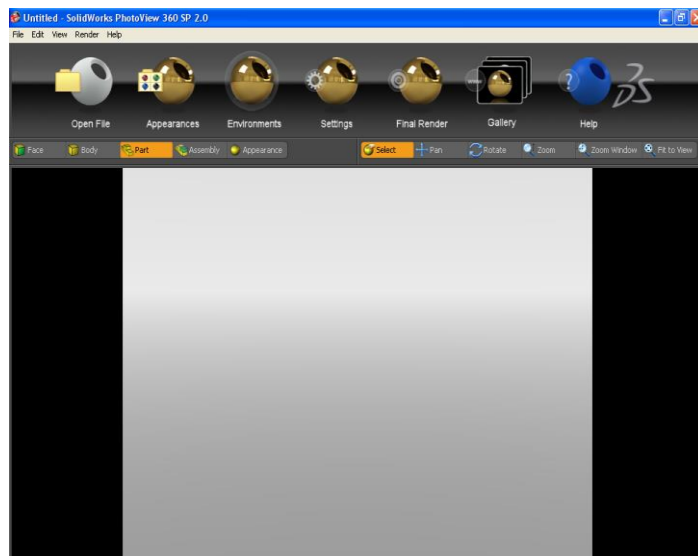 Untitled - SolidWorks PhotoView 360 SP 2.0
File Edit View Render Help
Open File Appearances Environments Settings Final Render Gallery Help
Face Body Part Assembly Appearance Select Pan Rotate Zoom Zoom Window Fit to View